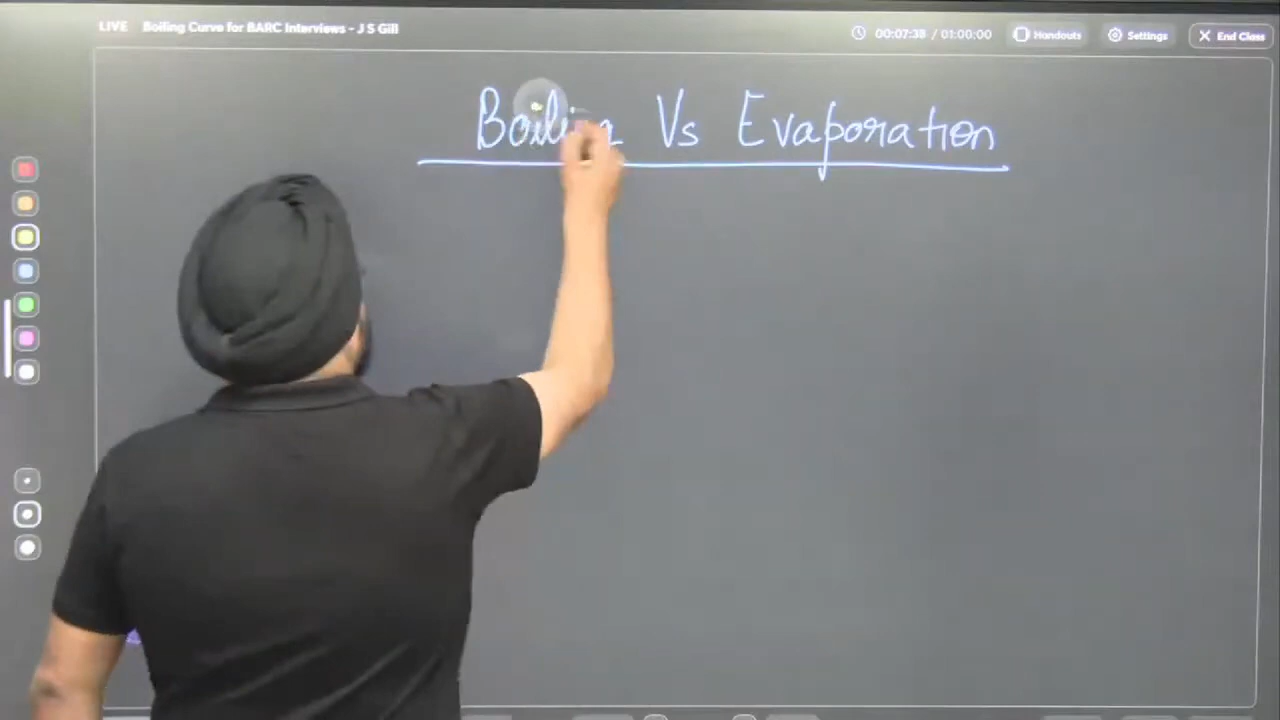 LIVE Boiling Curve for BARC Interviews - J S Gill 00:07:38 / 01:00:00 Handouts Settings X End Class
Boiling Vs Evaporation